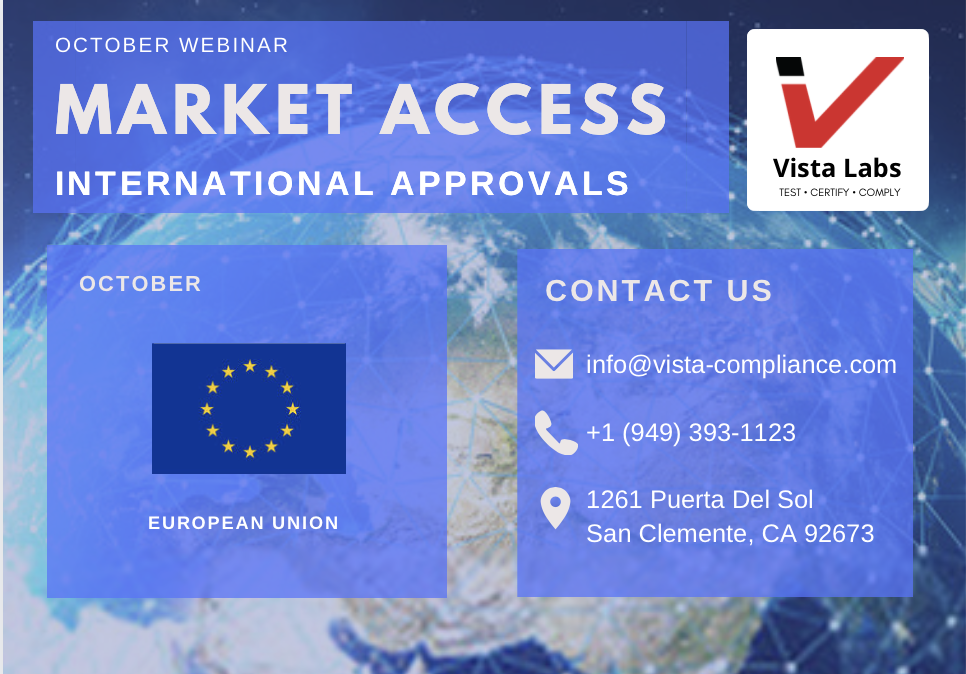 OCTOBER WEBINAR
MARKET ACCESS
INTERNATIONAL APPROVALS
Vista Labs
TEST • CERTIFY • COMPLY
OCTOBER
EUROPEAN UNION
CONTACT US
info@vista-compliance.com
+1 (949) 393-1123
1261 Puerta Del Sol
San Clemente, CA 92673